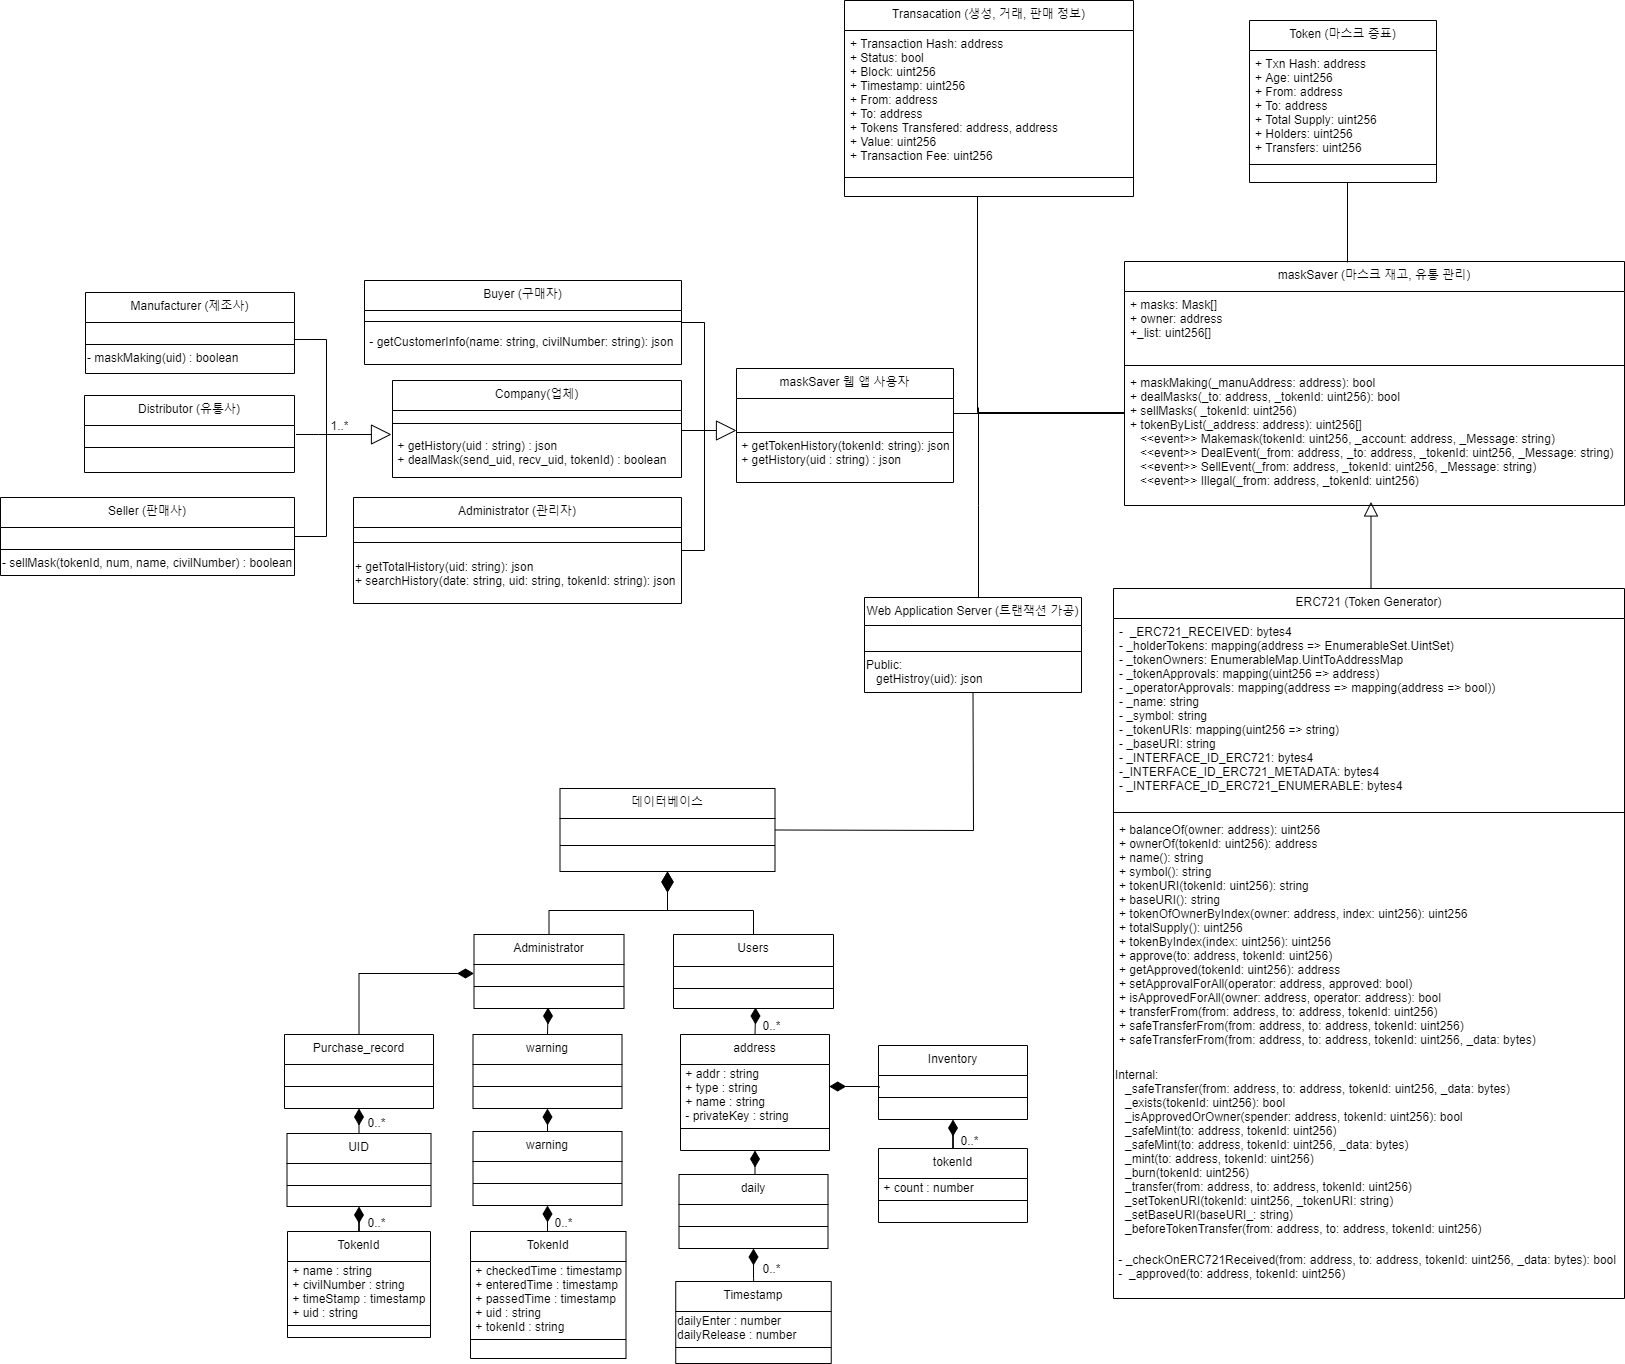 Transacation (생성, 거래, 판매 정보)
+ Transaction Hash: address
+ Status: bool
+ Block: uint256
+ Timestamp: uint256
+ From: address
+ To: address
+ Tokens Transfered: address, address
+ Value: uint256
+ Transaction Fee: uint256
Token (마스크 증표)
+ Txn Hash: address
+ Age: uint256
+ From: address
+ To: address
+ Total Supply: uint256
+ Holders: uint256
+ Transfers: uint256
maskSaver (마스크 재고, 유통 관리)
+ masks: Mask[]
+ owner: address
+_list: uint256[]
+ maskMaking(_manuAddress: address): bool
+ dealMasks(_to: address, _tokenId: uint256): bool
+ sellMasks( _tokenId: uint256)
+ tokenByList(_address: address): uint256[]
<<event>> Makemask(tokenId: uint256, _account: address, _Message: string)
<<event>> DealEvent(_from: address, _to: address, _tokenId: uint256, _Message: string)
<<event>> SellEvent(_from: address, _tokenId: uint256, _Message: string)
<<event>> Illegal(_from: address, _tokenId: uint256)
Manufacturer (제조사)
- maskMaking(uid) : boolean
Distributor (유통사)
Seller (판매사)
- sellMask(tokenId, num, name, civilNumber) : boolean
1..*
Buyer (구매자)
- getCustomerInfo(name: string, civilNumber: string): json
Company(업체)
+ getHistory(uid : string) : json
+ dealMask(send_uid, recv_uid, tokenId) : boolean
Administrator (관리자)
+ getTotalHistory(uid: string): json
+ searchHistory(date: string, uid: string, tokenId: string): json
maskSaver 웹 앱 사용자
+ getTokenHistory(tokenId: string): json
+ getHistory(uid : string) : json
Web Application Server (트랜잭션 가공)
Public:
getHistroy(uid): json
ERC721 (Token Generator)
- _ERC721_RECEIVED: bytes4
- _holderTokens: mapping(address => EnumerableSet.UintSet)
- _tokenOwners: EnumerableMap.UintToAddressMap
- _tokenApprovals: mapping(uint256 => address)
- _operatorApprovals: mapping(address => mapping(address => bool))
- _name: string
- _symbol: string
- _tokenURIs: mapping(uint256 => string)
- _baseURI: string
- _INTERFACE_ID_ERC721: bytes4
-_INTERFACE_ID_ERC721_METADATA: bytes4
- _INTERFACE_ID_ERC721_ENUMERABLE: bytes4
+ balanceOf(owner: address): uint256
+ ownerOf(tokenId: uint256): address
+ name(): string
+ symbol(): string
+ tokenURI(tokenId: uint256): string
+ baseURI(): string
+ tokenOfOwnerByIndex(owner: address, index: uint256): uint256
+ totalSupply(): uint256
+ tokenByIndex(index: uint256): uint256
+ approve(to: address, tokenId: uint256)
+ getApproved(tokenId: uint256): address
+ setApprovalForAll(operator: address, approved: bool)
+ isApprovedForAll(owner: address, operator: address): bool
+ transferFrom(from: address, to: address, tokenId: uint256)
+ safeTransferFrom(from: address, to: address, tokenId: uint256)
+ safeTransferFrom(from: address, to: address, tokenId: uint256, _data: bytes)
Internal:
_safeTransfer(from: address, to: address, tokenId: uint256, _data: bytes)
_exists(tokenId: uint256): bool
_isApprovedOrOwner(spender: address, tokenId: uint256): bool
_safeMint(to: address, tokenId: uint256)
_safeMint(to: address, tokenId: uint256, _data: bytes)
_mint(to: address, tokenId: uint256)
_burn(tokenId: uint256)
_transfer(from: address, to: address, tokenId: uint256)
_setTokenURI(tokenId: uint256, _tokenURI: string)
_setBaseURI(baseURI_: string)
_beforeTokenTransfer(from: address, to: address, tokenId: uint256)
- _checkOnERC721Received(from: address, to: address, tokenId: uint256, _data: bytes): bool
- _approved(to: address, tokenId: uint256)
데이터베이스
Administrator
Users
Purchase_record
0..*
UID
0..*
TokenId
+ name : string
+ civilNumber : string
+ timeStamp : timestamp
+ uid : string
warning
warning
0..*
TokenId
+ checkedTime : timestamp
+ enteredTime : timestamp
+ passedTime : timestamp
+ uid : string
+ tokenId : string
0..*
address
+ addr : string
+ type : string
+ name : string
- privateKey : string
daily
0..*
Timestamp
dailyEnter : number
dailyRelease : number
Inventory
0..*
tokenId
+ count : number